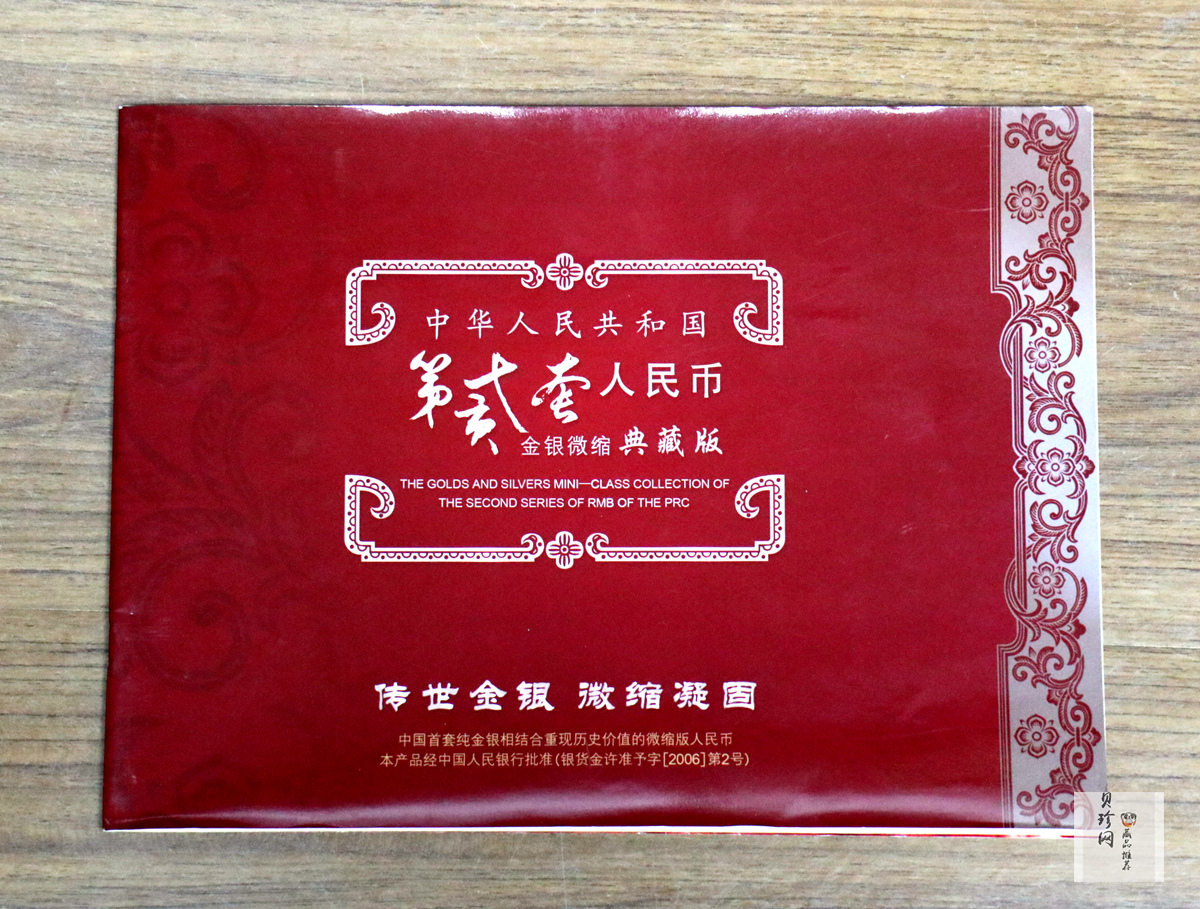 中华人民共和国
第贰套人民币
金银微缩典藏版
THE GOLDS AND SILVERS MINI—CLASS COLLECTION OF
THE SECOND SERIES OF RMB OF THE PRC
传世金银 微缩凝固
中国首套纯金银相结合重现历史价值的微缩版人民币
本产品经中国人民银行批准(银货金许准予字[2006]第2号)
贝珍网
藏品推荐